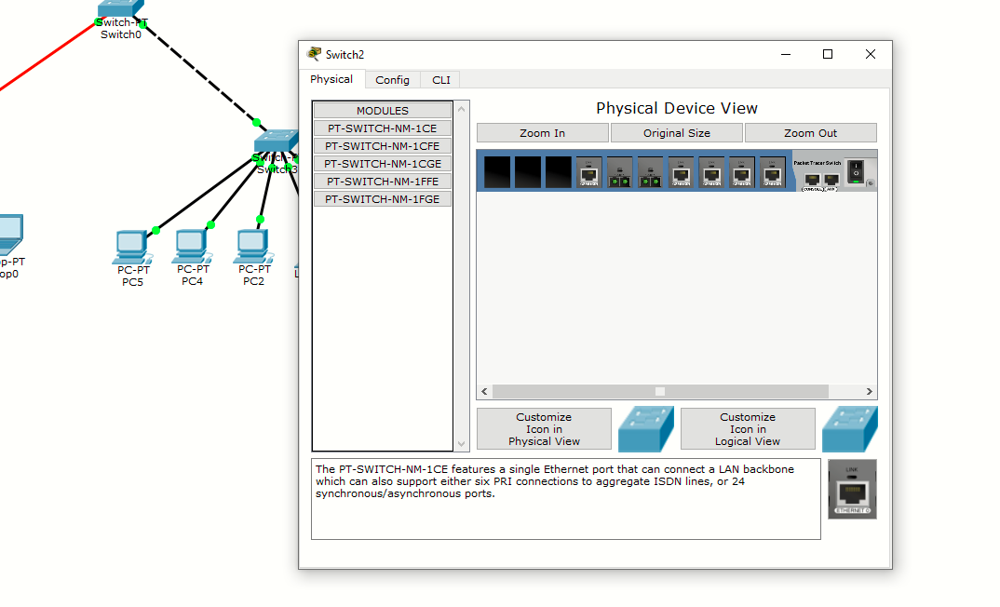 Switch-PT
Switch0
Switch3
op-PT
op0
PC-PT
PC5
PC-PT
PC4
PC-PT
PC2
Switch2
Physical
Config
CLI
MODULES
PT-SWITCH-NM-1CE
PT-SWITCH-NM-1CFE
PT-SWITCH-NM-1CGE
PT-SWITCH-NM-1FFE
PT-SWITCH-NM-1FGE
Physical Device View
Zoom In
Original Size
Zoom Out
Packet Tracer Switch
CONSOLE
AUX
Customize
Icon in
Physical View
Customize
Icon in
Logical View
The PT-SWITCH-NM-1CE features a single Ethernet port that can connect a LAN backbone
which can also support either six PRI connections to aggregate ISDN lines, or 24
synchronous/asynchronous ports.
LINK
ETHERNET 0